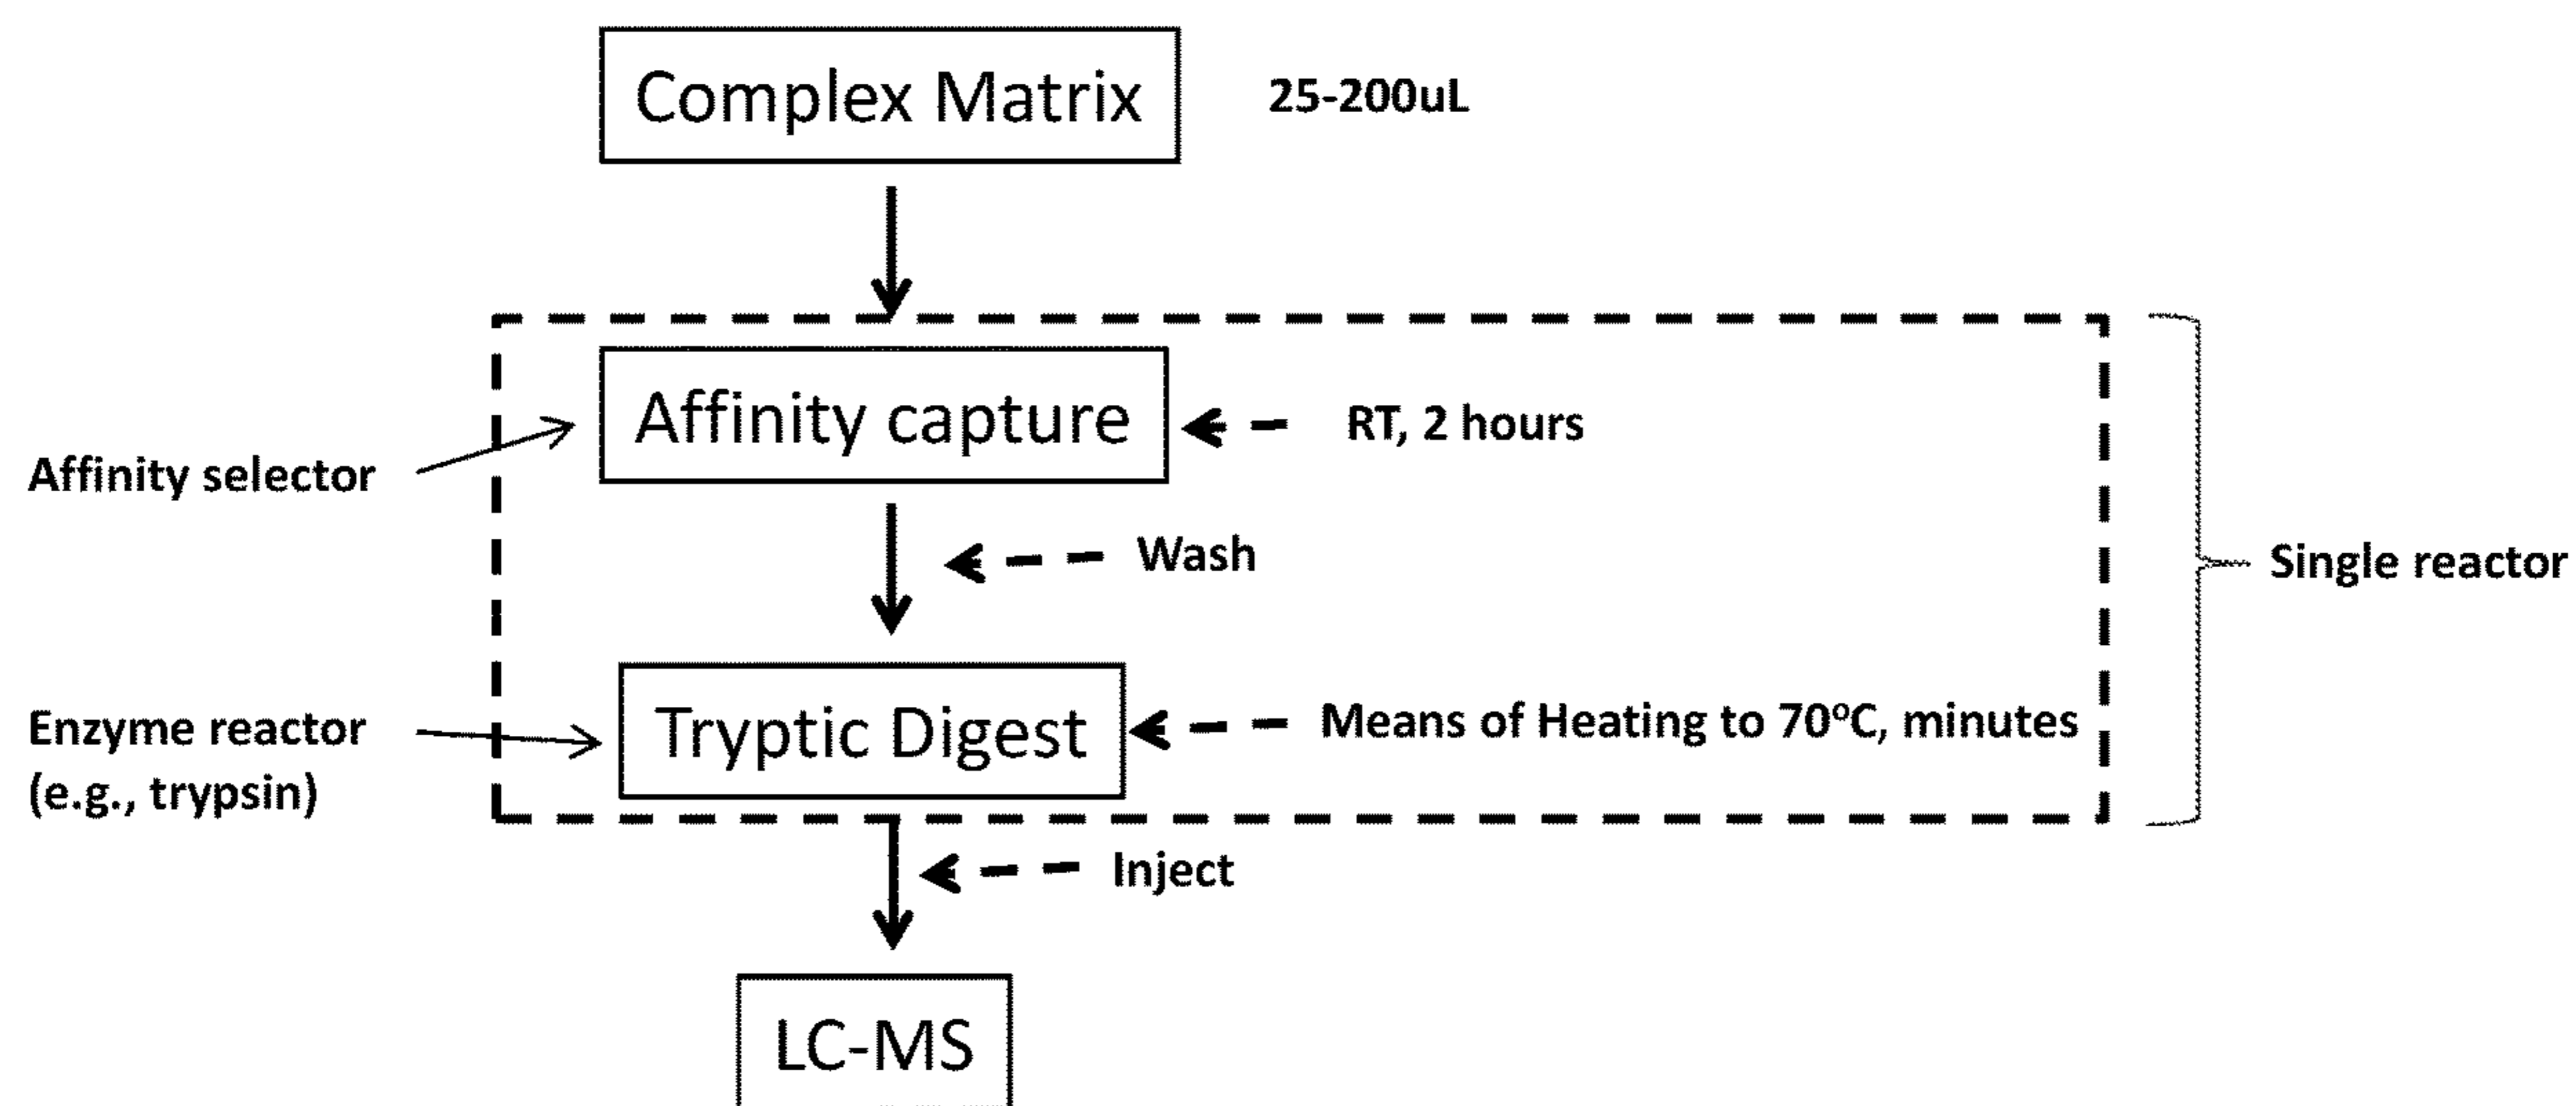 Complex Matrix
25-200uL
Affinity capture
RT, 2 hours
Affinity selector
Wash
Single reactor
Enzyme reactor
(e.g., trypsin)
Tryptic Digest
Means of Heating to 70°C, minutes
Inject
LC-MS